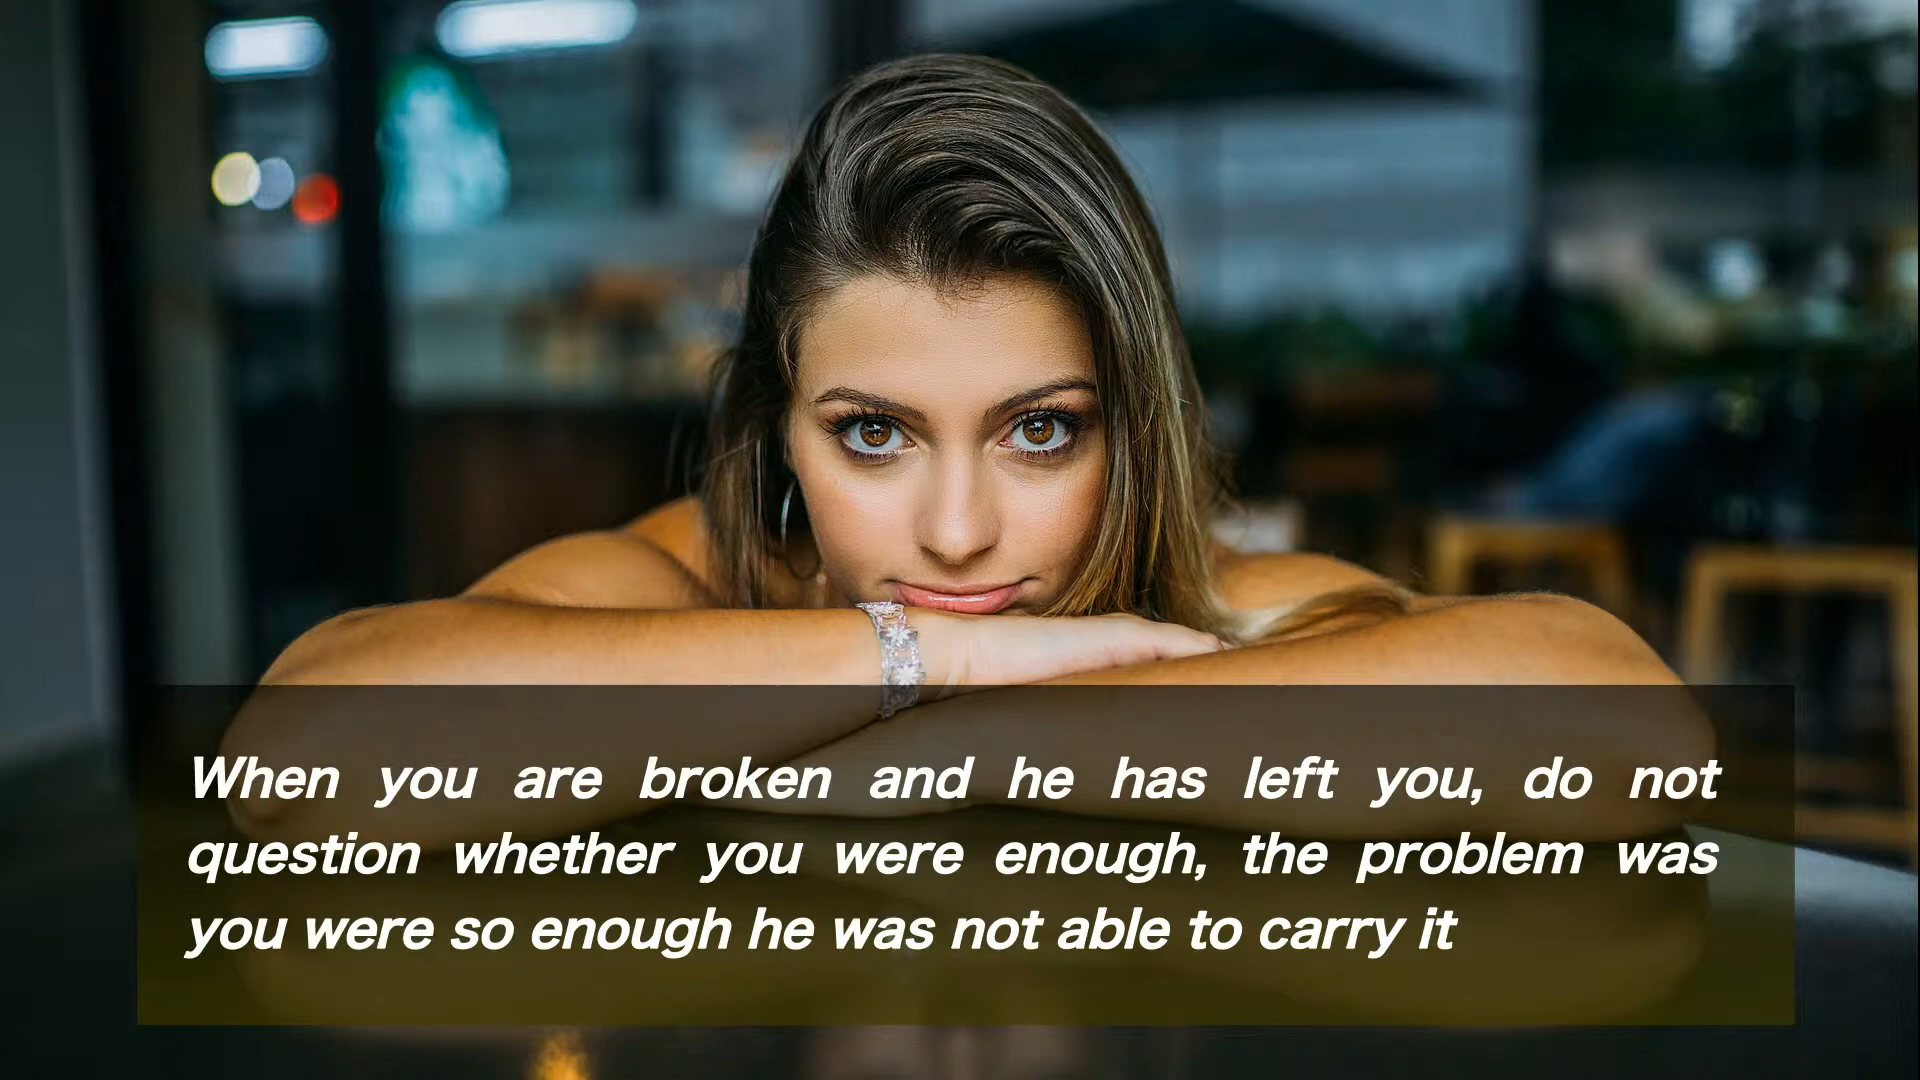 When you are broken and he has left you, do not
question whether you were enough, the problem was
you were so enough he was not able to carry it